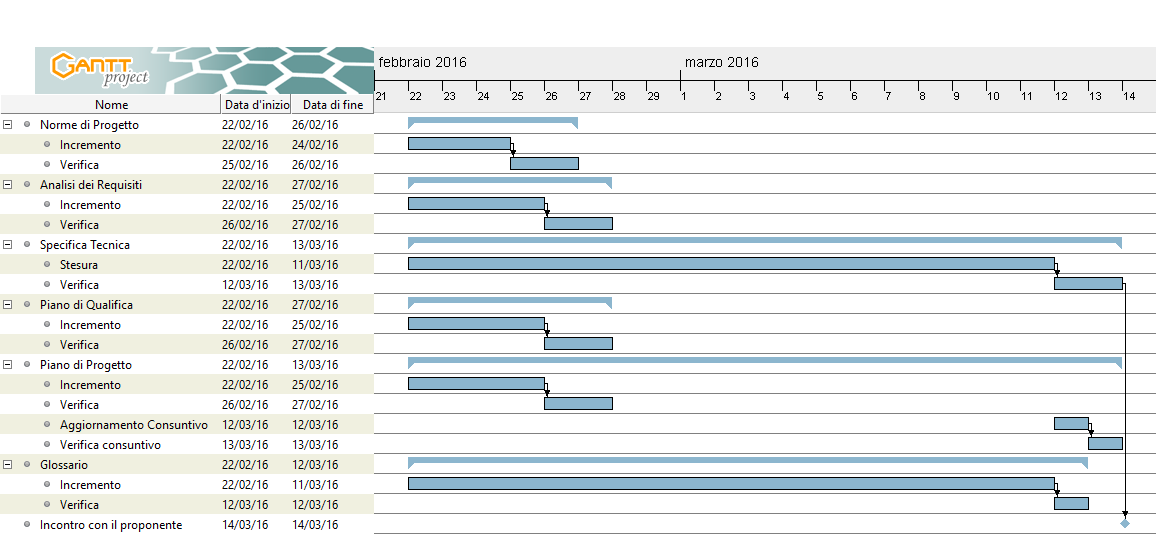 GANTT project
febbraio 2016 marzo 2016
21 22 23 24 25 26 27 28 29 1 2 3 4 5 6 7 8 9 10 11 12 13 14
Nome Data d'inizio Data di fine
Norme di Progetto 22/02/16 26/02/16
Incremento 22/02/16 24/02/16
Verifica 25/02/16 26/02/16
Analisi dei Requisiti 22/02/16 27/02/16
Incremento 22/02/16 25/02/16
Verifica 26/02/16 27/02/16
Specifica Tecnica 22/02/16 13/03/16
Stesura 22/02/16 11/03/16
Verifica 12/03/16 13/03/16
Piano di Qualifica 22/02/16 27/02/16
Incremento 22/02/16 25/02/16
Verifica 26/02/16 27/02/16
Piano di Progetto 22/02/16 13/03/16
Incremento 22/02/16 25/02/16
Verifica 26/02/16 27/02/16
Aggiornamento Consuntivo 12/03/16 12/03/16
Verifica consuntivo 13/03/16 13/03/16
Glossario 22/02/16 12/03/16
Incremento 22/02/16 11/03/16
Verifica 12/03/16 12/03/16
Incontro con il proponente 14/03/16 14/03/16